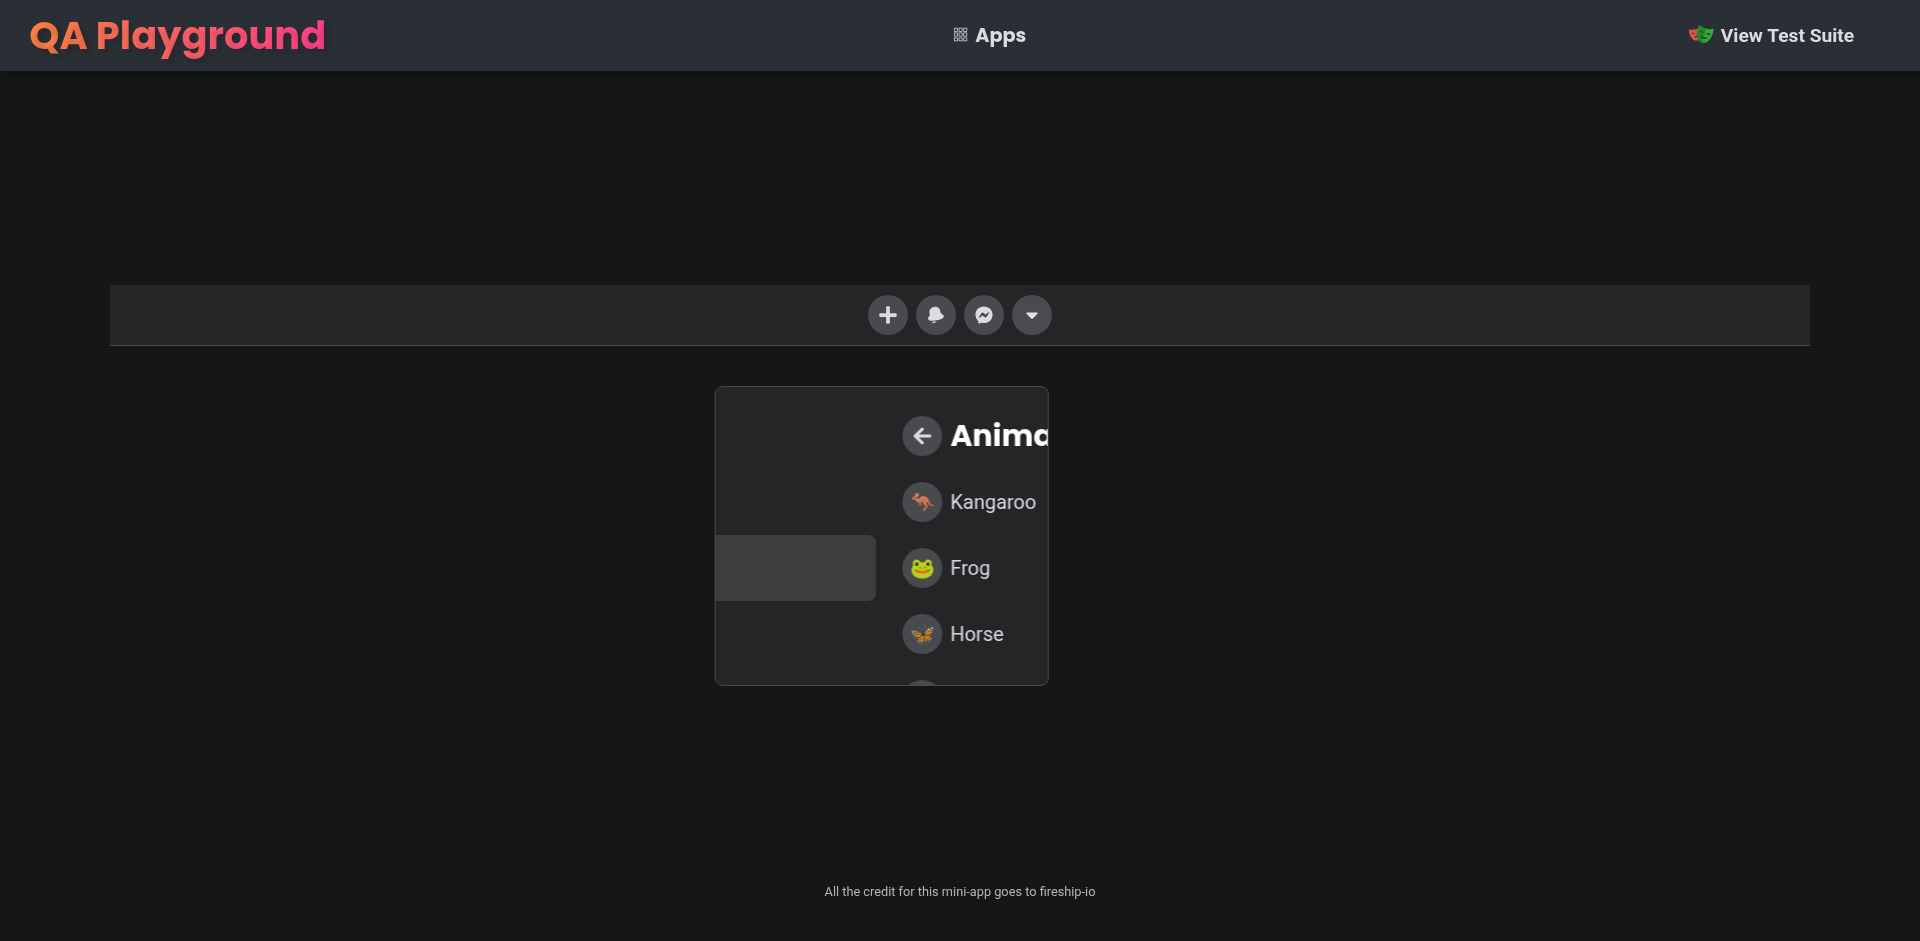 QA Playground
Apps
View Test Suite
Anima
Kangaroo
Frog
Horse
All the credit for this mini-app goes to fireship-io